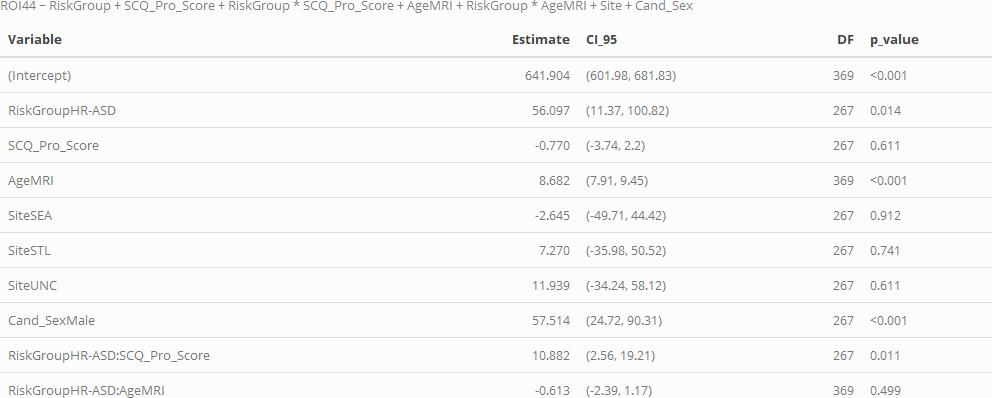 ROI44 ~ RiskGroup + SCQ_Pro_Score + RiskGroup * SCQ_Pro_Score + AgeMRI + RiskGroup * AgeMRI + Site + Cand_Sex
Variable Estimate CI_95 DF p_value
(Intercept) 641.904 (601.98, 681.83) 369 <0.001
RiskGroupHR-ASD 56.097 (11.37, 100.82) 267 0.014
SCQ_Pro_Score -0.770 (-3.74, 2.2) 267 0.611
AgeMRI 8.682 (7.91, 9.45) 369 <0.001
SiteSEA -2.645 (-49.71, 44.42) 267 0.912
SiteSTL 7.270 (-35.98, 50.52) 267 0.741
SiteUNC 11.939 (-34.24, 58.12) 267 0.611
Cand_SexMale 57.514 (24.72, 90.31) 267 <0.001
RiskGroupHR-ASD:SCQ_Pro_Score 10.882 (2.56, 19.21) 267 0.011
RiskGroupHR-ASD:AgeMRI -0.613 (-2.39, 1.17) 369 0.499